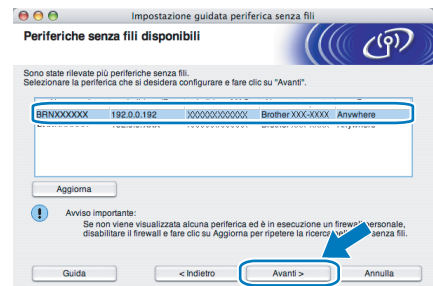 Impostazione guidata periferica senza fili
Periferiche senza fili disponibili
Sono state rilevate più periferiche senza fili.
Selezionare la periferica che si desidera configurare e fare clic su "Avanti".
BRNXXXXXX 192.0.0.192 XXXXXXXXXXXX Brother XXX-XXXX Anywhere
Aggiorna
Avviso importante:
Se non viene visualizzata alcuna periferica ed è in esecuzione un firewall personale,
disabilitare il firewall e fare clic su Aggiorna per ripetere la ricerca senza fili.
Guida < Indietro Avanti > Annulla